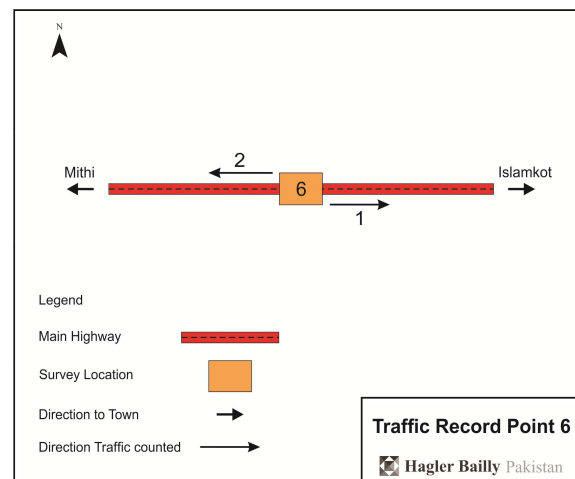 N
Mithi
2
6
Islamkot
1
Legend
Main Highway
Survey Location
Direction to Town
Direction Traffic counted
Traffic Record Point 6
Hagler Bailly Pakistan